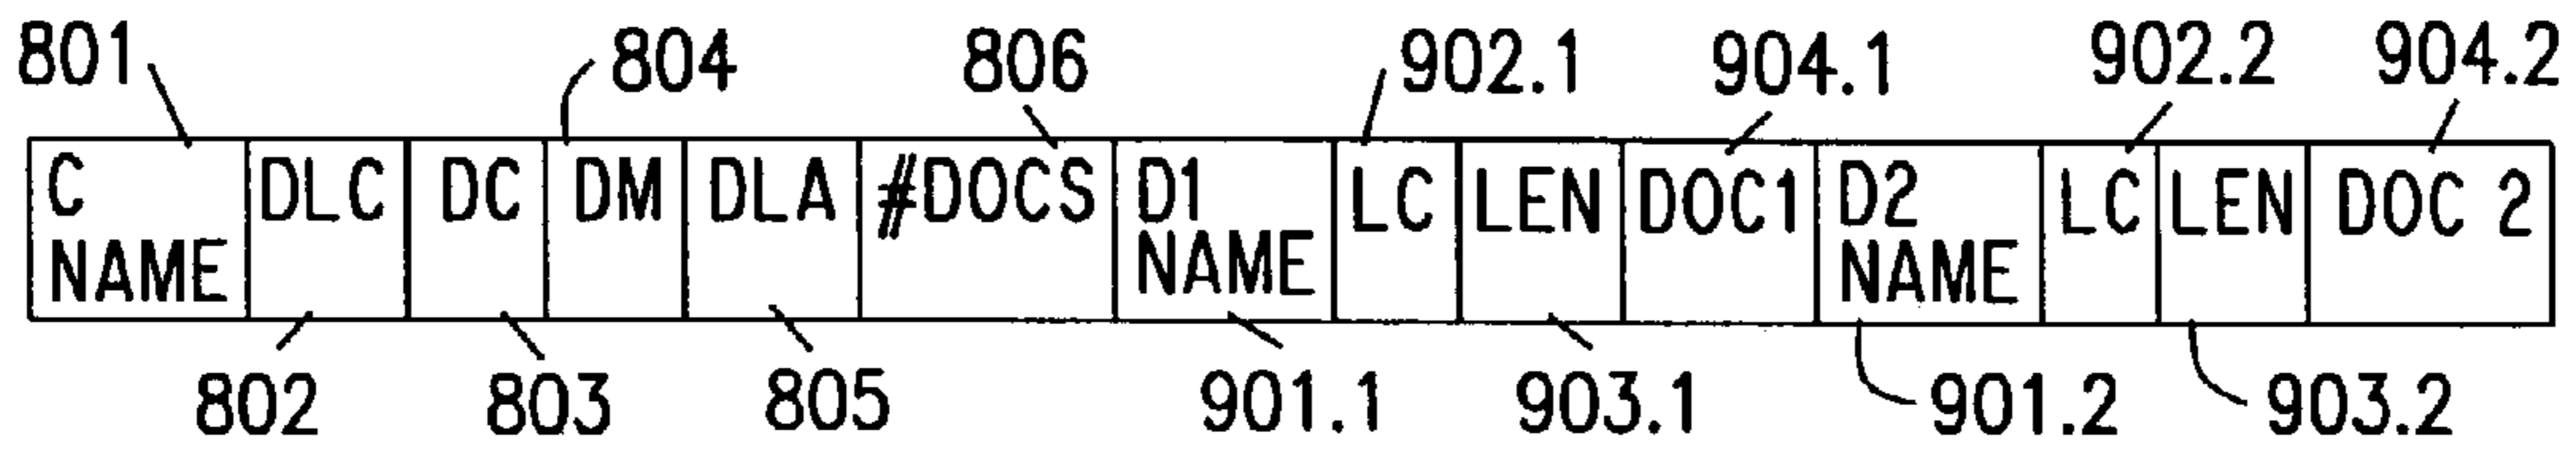 801 804 806 902.1 904.1 902.2 904.2
C NAME DLC DC DM DLA #DOCS D1 NAME LC LEN DOC1 D2 NAME LC LEN DOC 2
802 803 805 901.1 903.1 901.2 903.2